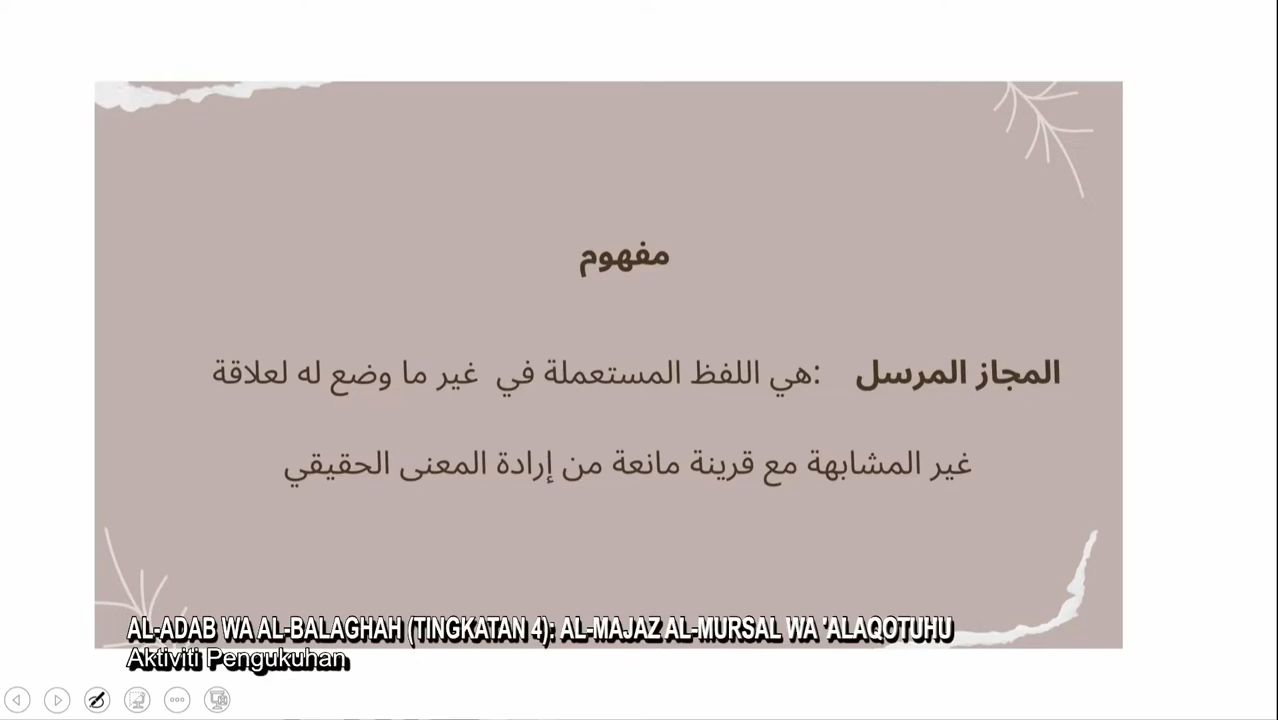 مفهوم
المجاز المرسل :هي اللفظ المستعملة في غير ما وضع له لعلاقة
غير المشابهة مع قرينة مانعة من إرادة المعنى الحقيقي
AL-ADAB WA AL-BALAGHAH (TINGKATAN 4): AL-MAJAZ AL-MURSAL WA 'ALAQOTUHU
Aktiviti Pengukuhan